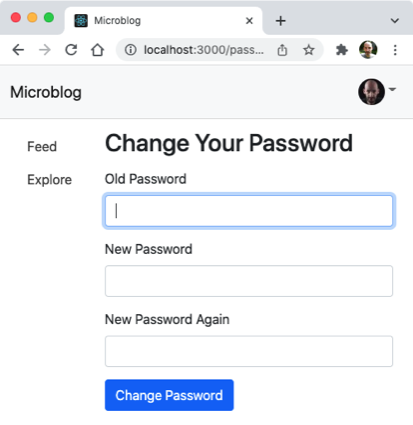 Microblog
localhost:3000/pass...
Microblog
Feed
Explore
Change Your Password
Old Password
New Password
New Password Again
Change Password